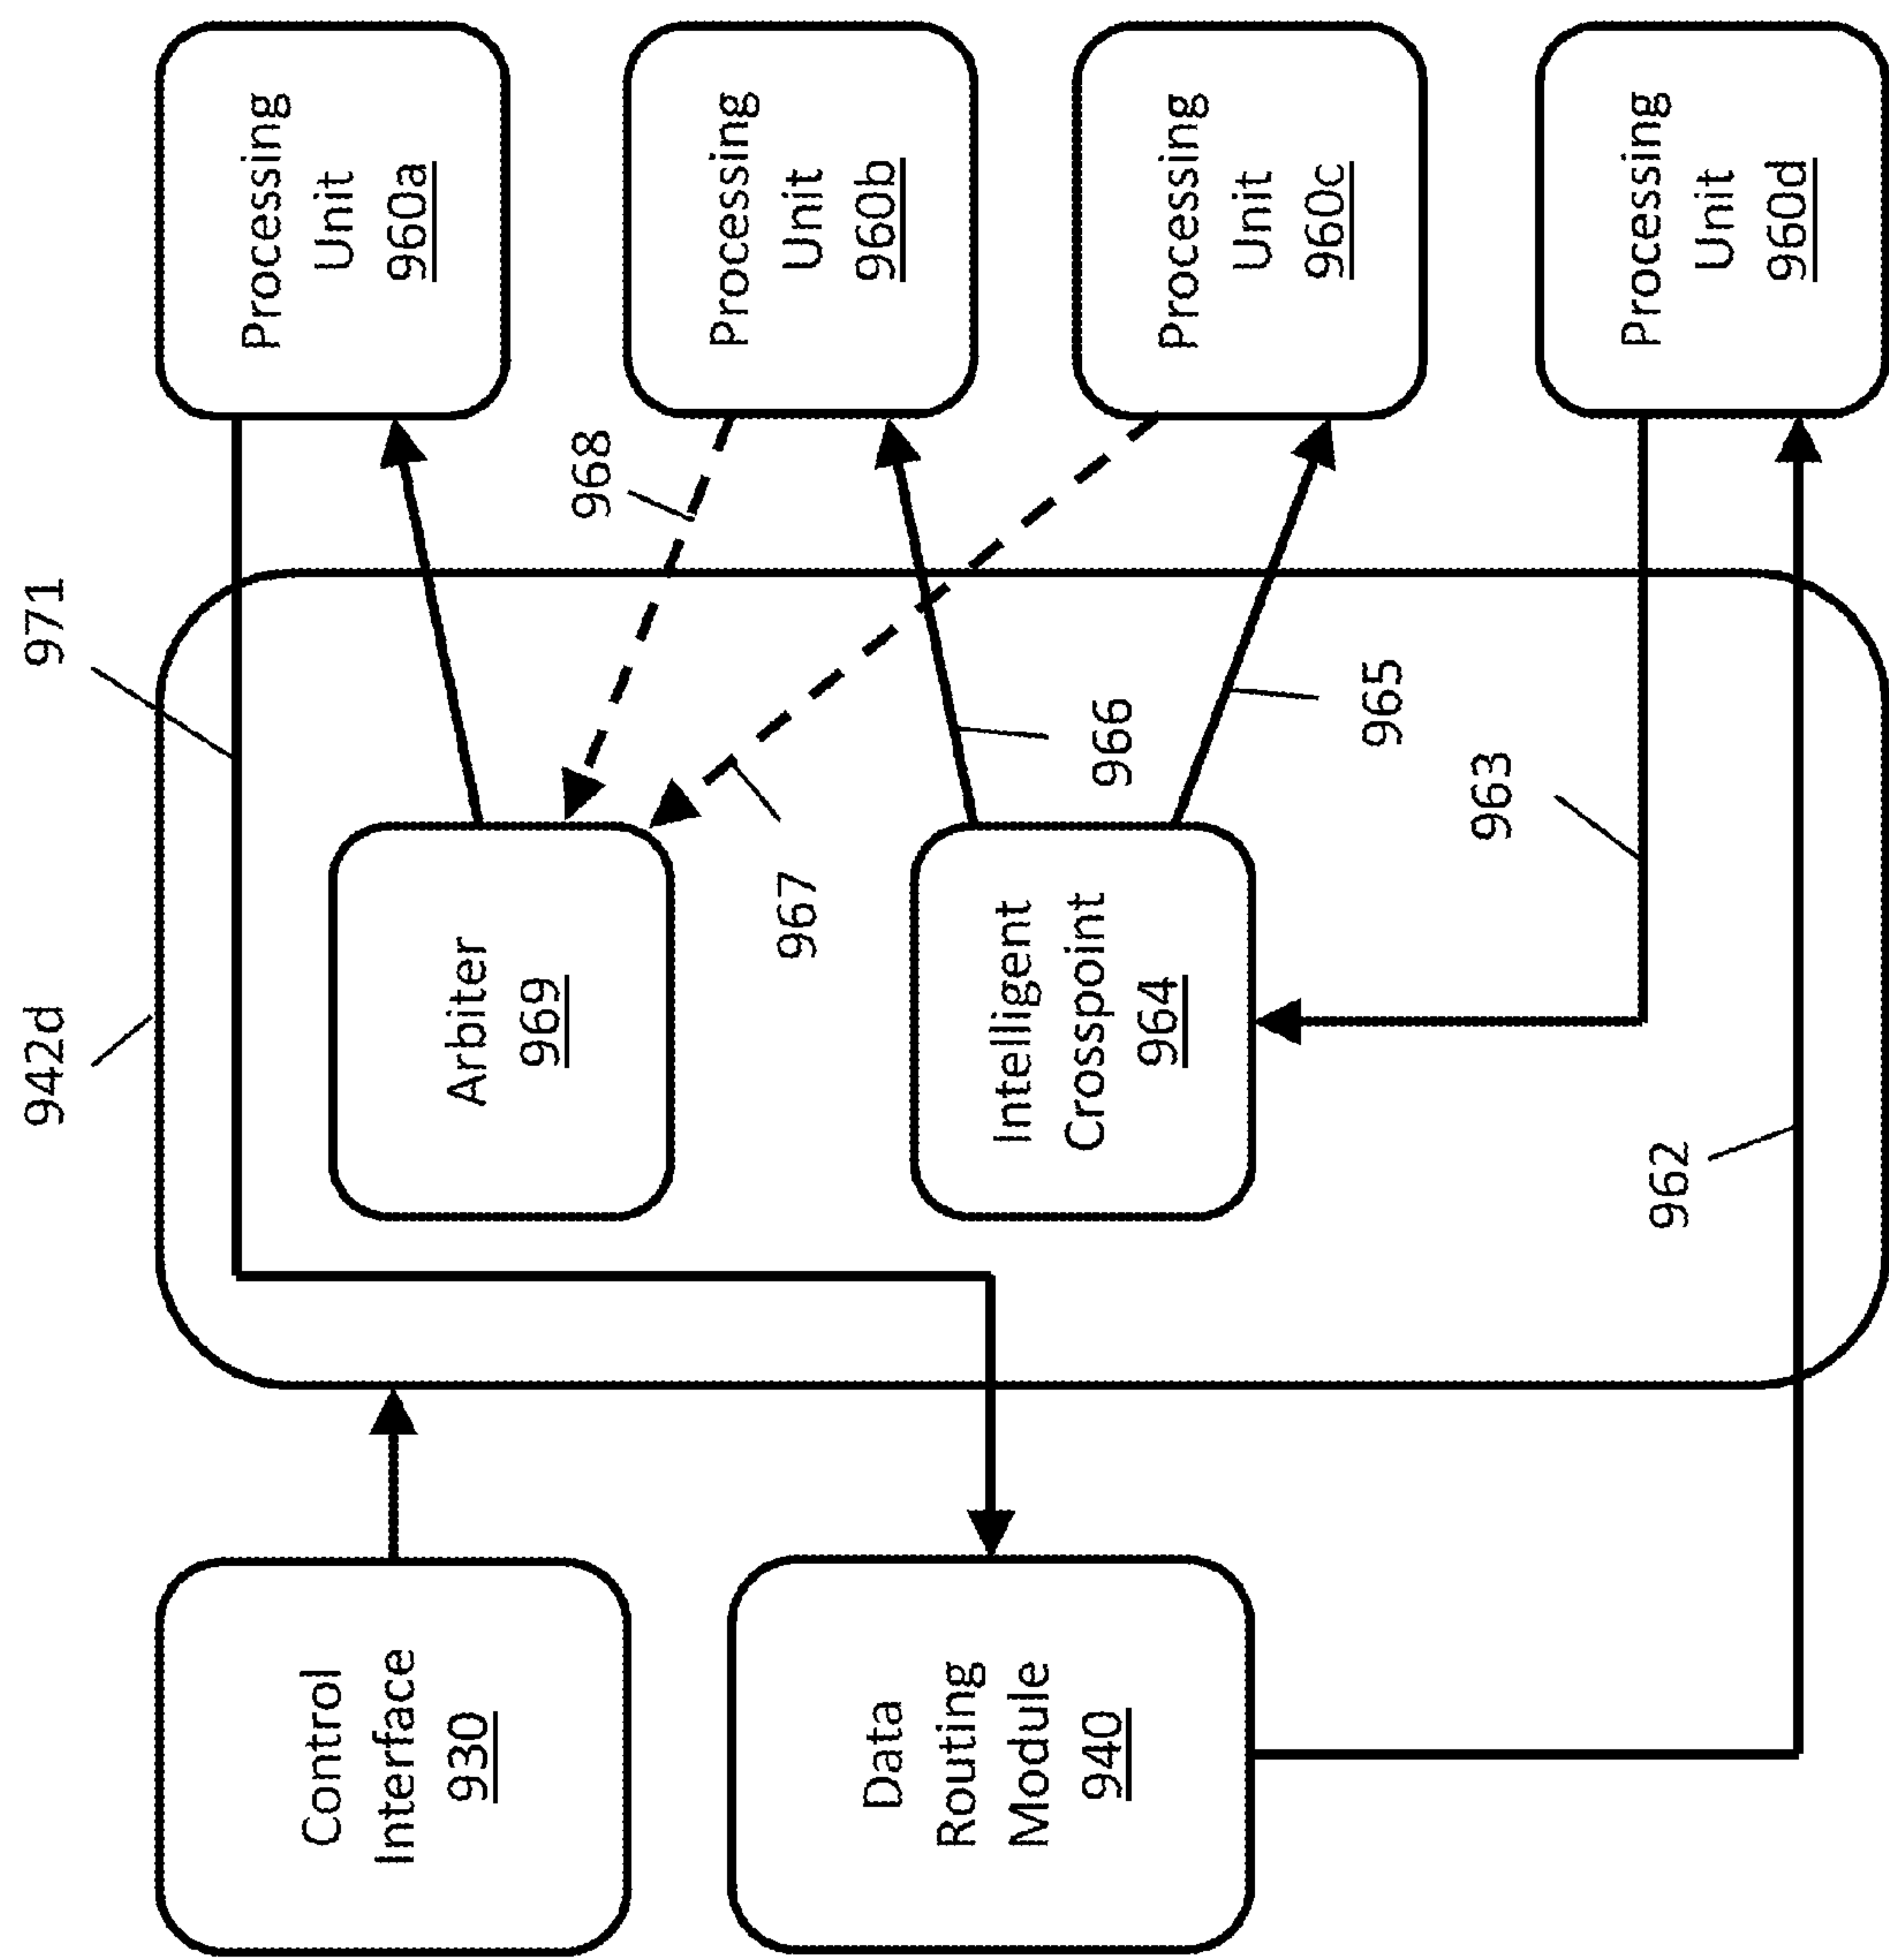 942d
971
Control
Interface
930
Data
Routing
Module
940
Arbiter
969
Intelligent
Crosspoint
964
968
967
966
965
963
962
Processing
Unit
960a
Processing
Unit
960b
Processing
Unit
960c
Processing
Unit
960d